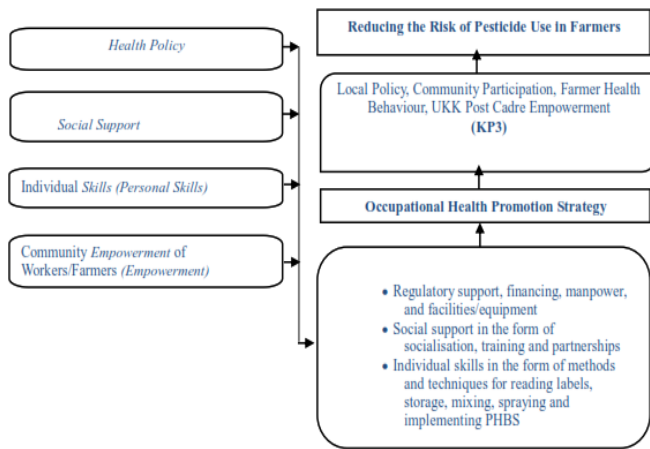 Health Policy
Social Support
Individual Skills (Personal Skills)
Community Empowerment of
Workers/Farmers (Empowerment)
Reducing the Risk of Pesticide Use in Farmers
Local Policy, Community Participation, Farmer Health
Behaviour, UKK Post Cadre Empowerment
(KP3)
Occupational Health Promotion Strategy
• Regulatory support, financing, manpower,
and facilities/equipment
• Social support in the form of
socialisation, training and partnerships
• Individual skills in the form of methods
and techniques for reading labels,
storage, mixing, spraying and
implementing PHBS